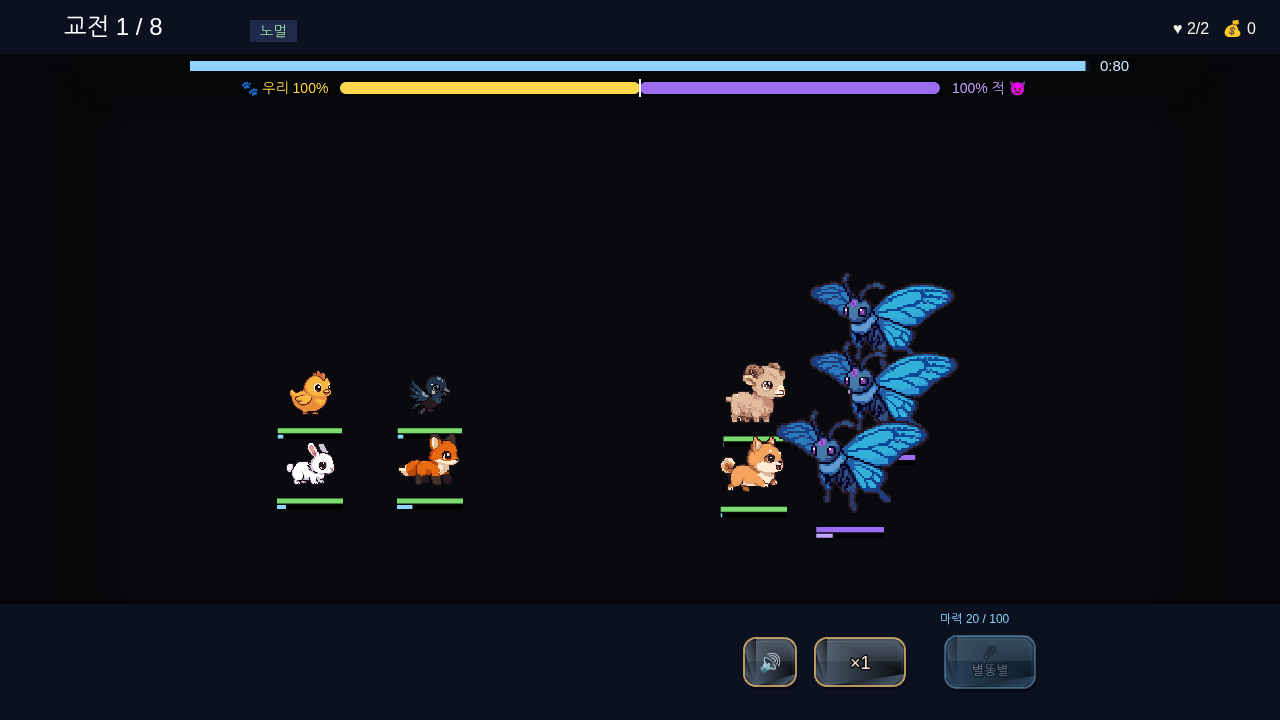 교전 1 / 8
노멀
♥ 2/2 💰 0
0:80
🐾 우리 100%
100% 적 😈
마력 20 / 100
×1
별똥별